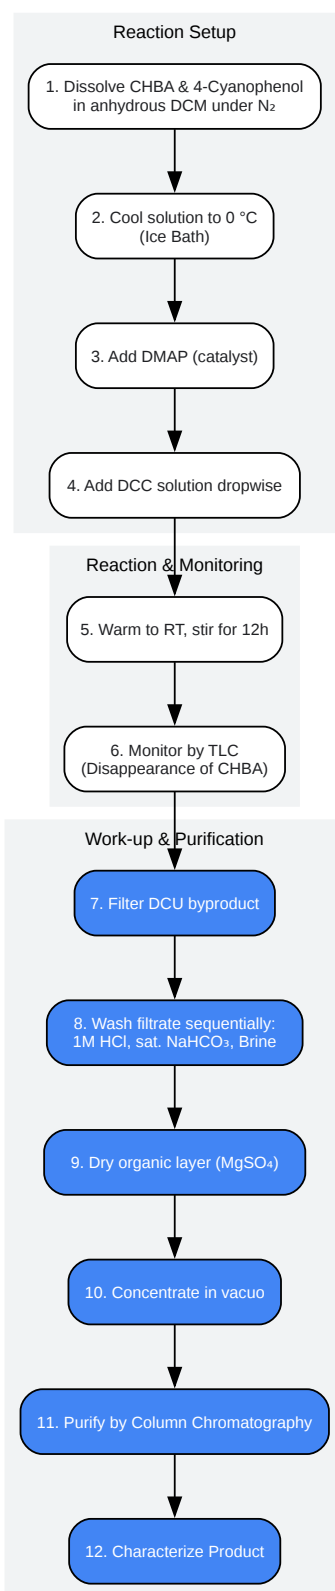 Reaction Setup
1. Dissolve CHBA & 4-Cyanophenol
in anhydrous DCM under N₂
2. Cool solution to 0 °C
(Ice Bath)
3. Add DMAP (catalyst)
4. Add DCC solution dropwise
Reaction & Monitoring
5. Warm to RT, stir for 12h
6. Monitor by TLC
(Disappearance of CHBA)
Work-up & Purification
7. Filter DCU byproduct
8. Wash filtrate sequentially:
1M HCl, sat. NaHCO₃, Brine
9. Dry organic layer (MgSO₄)
10. Concentrate in vacuo
11. Purify by Column Chromatography
12. Characterize Product